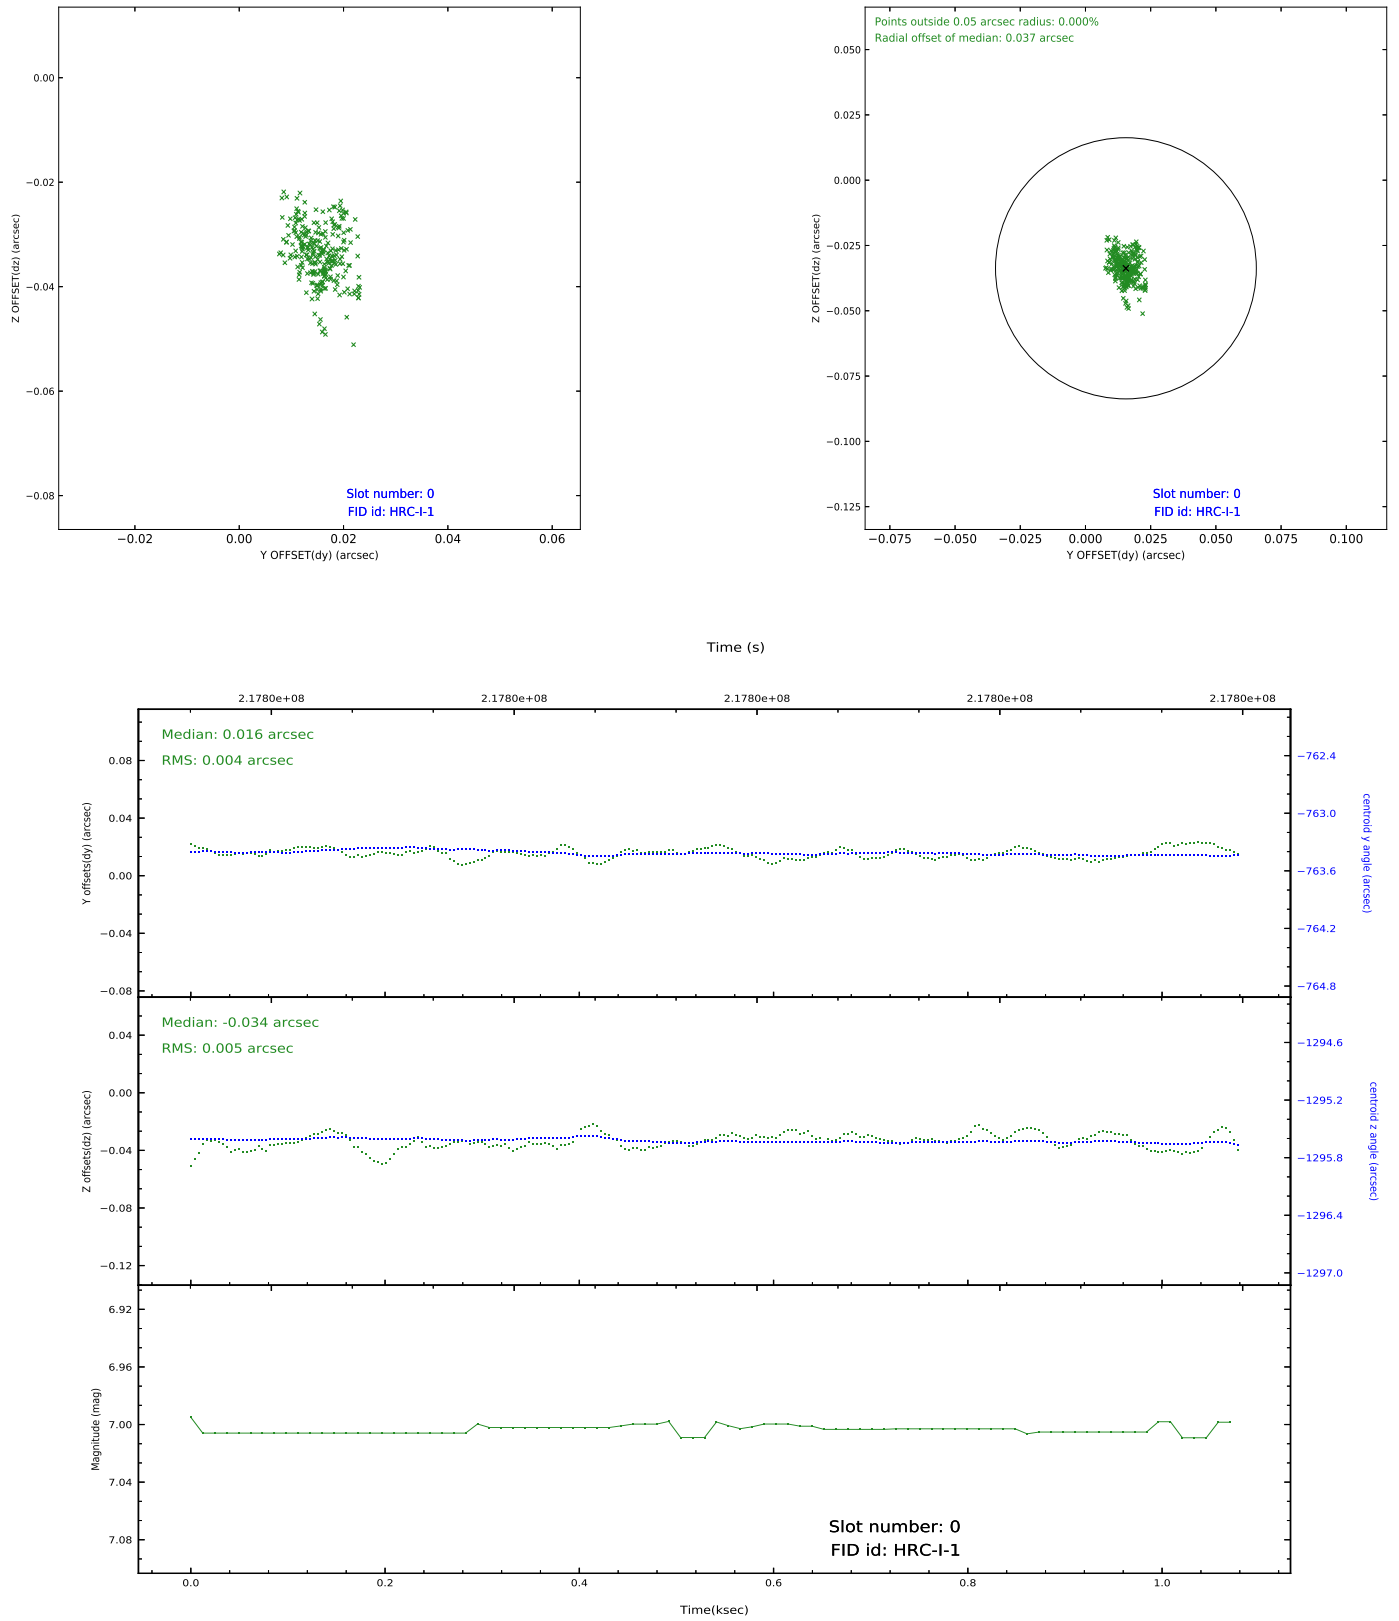 0.00
−0.02
−0.04
−0.06
−0.08
Z OFFSET(dz) (arcsec)
Slot number: 0
FID id: HRC-I-1
−0.02 0.00 0.02 0.04 0.06
Y OFFSET(dy) (arcsec)
Points outside 0.05 arcsec radius: 0.000%
Radial offset of median: 0.037 arcsec
0.050
0.025
0.000
−0.025
−0.050
−0.075
−0.100
−0.125
Z OFFSET(dz) (arcsec)
Slot number: 0
FID id: HRC-I-1
−0.075 −0.050 −0.025 0.000 0.025 0.050 0.075 0.100
Y OFFSET(dy) (arcsec)
Time (s)
2.1780e+08 2.1780e+08 2.1780e+08 2.1780e+08 2.1780e+08
Median: 0.016 arcsec
RMS: 0.004 arcsec
0.08
0.04
0.00
−0.04
−0.08
Y offsets(dy) (arcsec)
−762.4
−763.0
−763.6
−764.2
−764.8
centroid y angle (arcsec)
Median: -0.034 arcsec
RMS: 0.005 arcsec
0.04
0.00
−0.04
−0.08
−0.12
Z offsets(dz) (arcsec)
−1294.6
−1295.2
−1295.8
−1296.4
−1297.0
centroid z angle (arcsec)
6.92
6.96
7.00
7.04
7.08
Magnitude (mag)
Slot number: 0
FID id: HRC-I-1
0.0 0.2 0.4 0.6 0.8 1.0
Time(ksec)